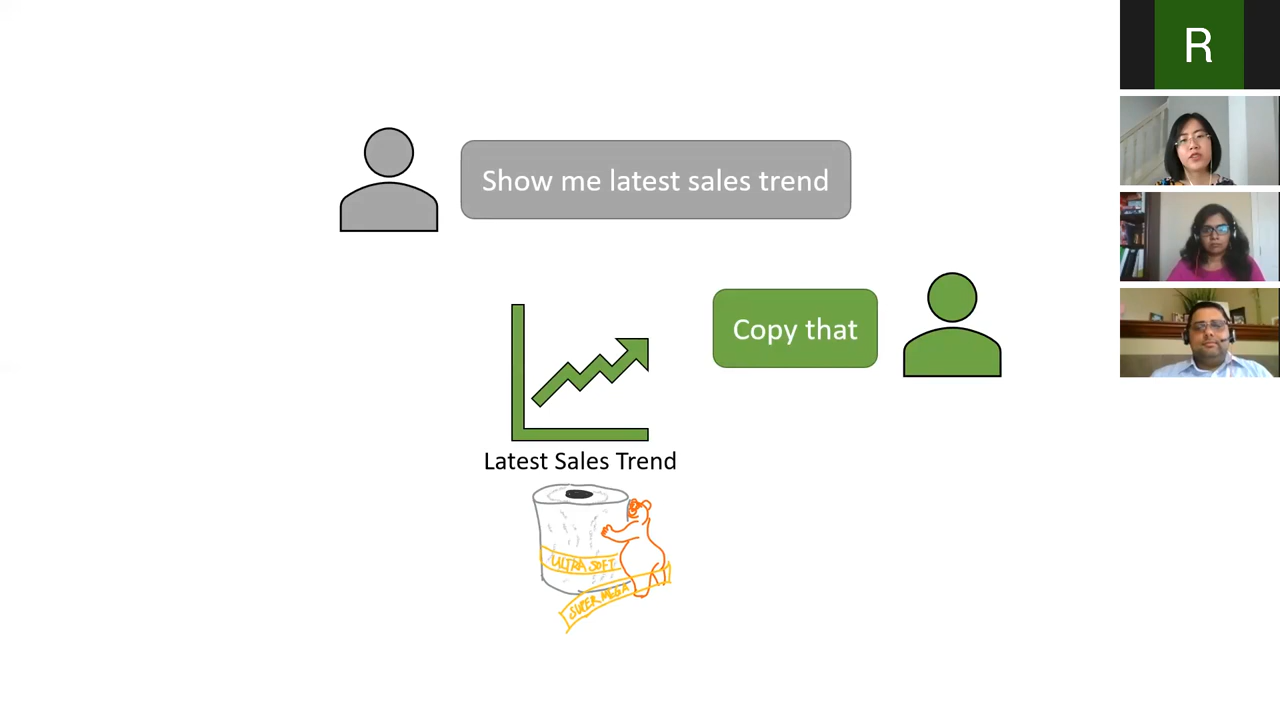 R
Show me latest sales trend
Copy that
Latest Sales Trend
ULTRA SOFT
SUPER MEGA